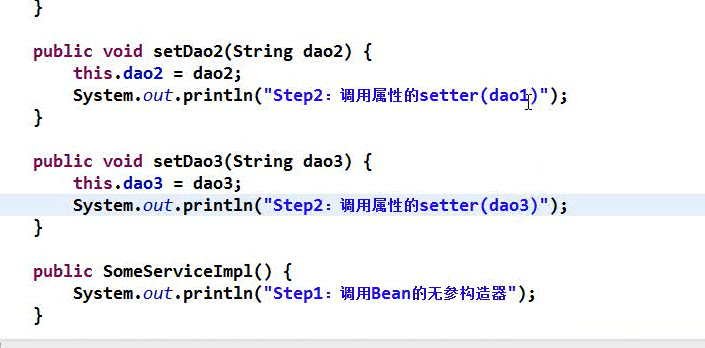 }
public void setDao2(String dao2) {
this.dao2 = dao2;
System.out.println("Step2：调用属性的setter(dao1)");
}
public void setDao3(String dao3) {
this.dao3 = dao3;
System.out.println("Step2：调用属性的setter(dao3)");
}
public SomeServiceImpl() {
System.out.println("Step1：调用Bean的无参构造器");
}